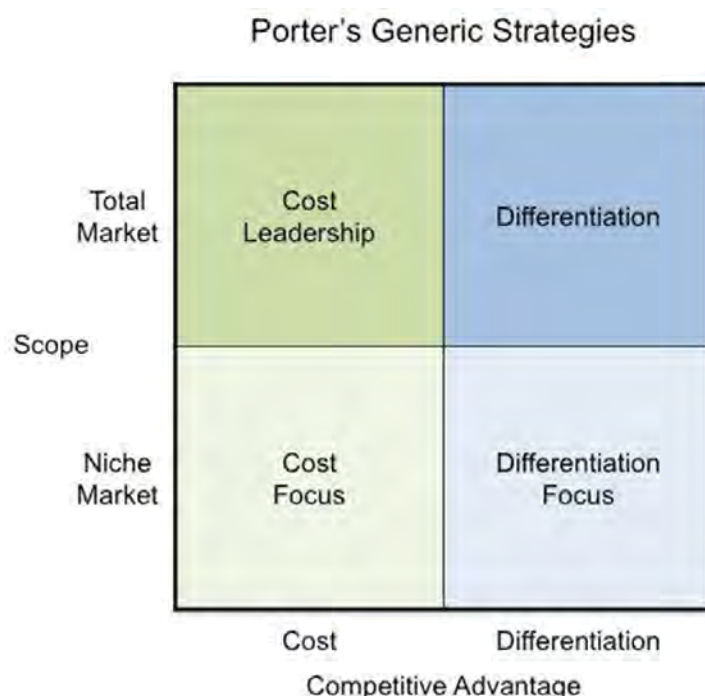 Porter's Generic Strategies
Total
Market
Cost
Leadership
Differentiation
Scope
Niche
Market
Cost
Focus
Differentiation
Focus
Cost
Differentiation
Competitive Advantage